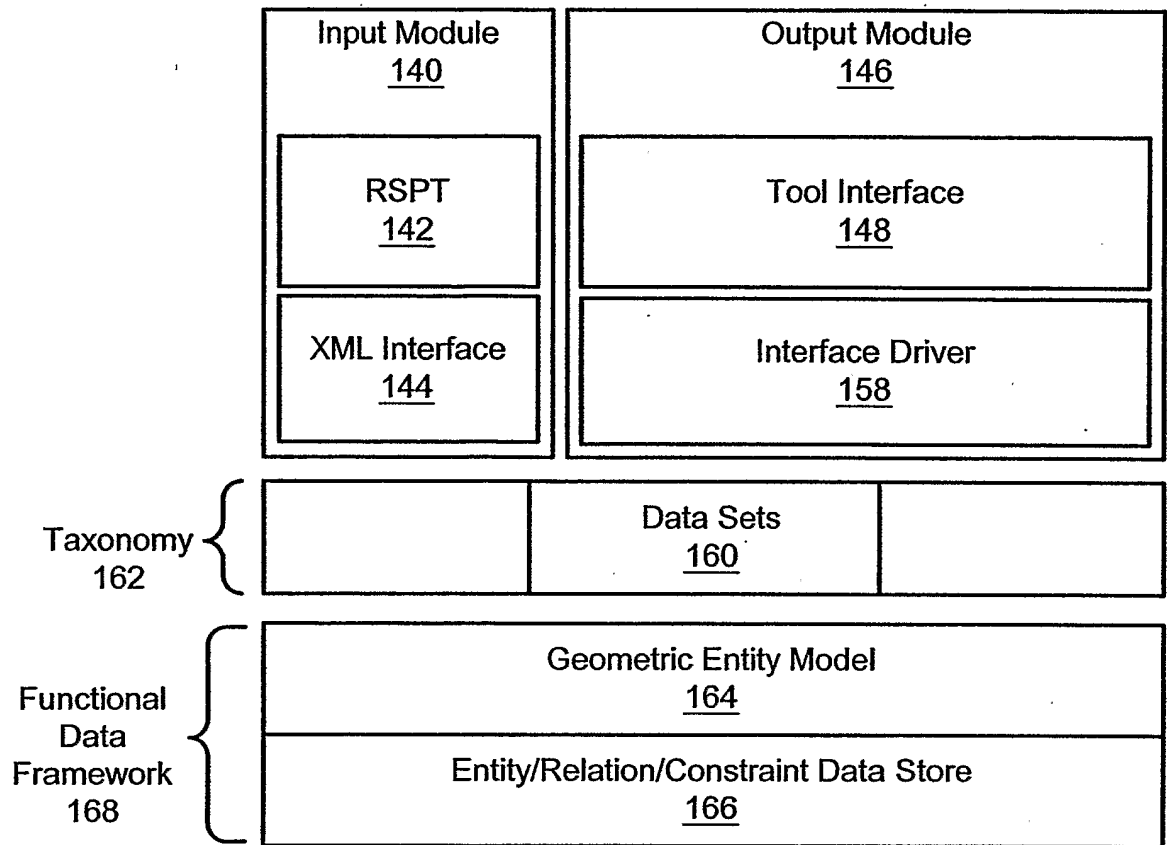 Input Module
140
Output Module
146
RSPT
142
Tool Interface
148
XML Interface
144
Interface Driver
158
Taxonomy
162
Data Sets
160
Functional
Data
Framework
168
Geometric Entity Model
164
Entity/Relation/Constraint Data Store
166